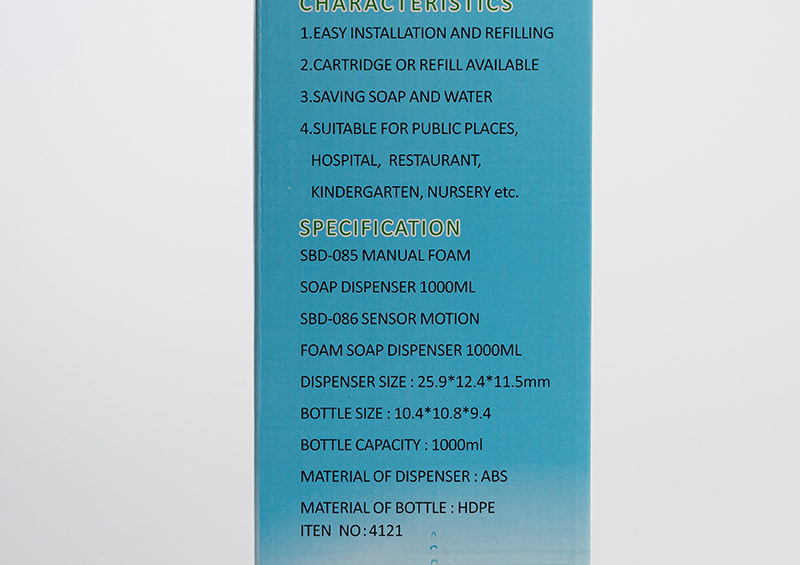 CHARACTERISTICS
1.EASY INSTALLATION AND REFILLING
2.CARTRIDGE OR REFILL AVAILABLE
3.SAVING SOAP AND WATER
4.SUITABLE FOR PUBLIC PLACES,
HOSPITAL, RESTAURANT,
KINDERGARTEN, NURSERY etc.
SPECIFICATION
SBD-085 MANUAL FOAM
SOAP DISPENSER 1000ML
SBD-086 SENSOR MOTION
FOAM SOAP DISPENSER 1000ML
DISPENSER SIZE : 25.9*12.4*11.5mm
BOTTLE SIZE : 10.4*10.8*9.4
BOTTLE CAPACITY : 1000ml
MATERIAL OF DISPENSER : ABS
MATERIAL OF BOTTLE : HDPE
ITEN NO:4121